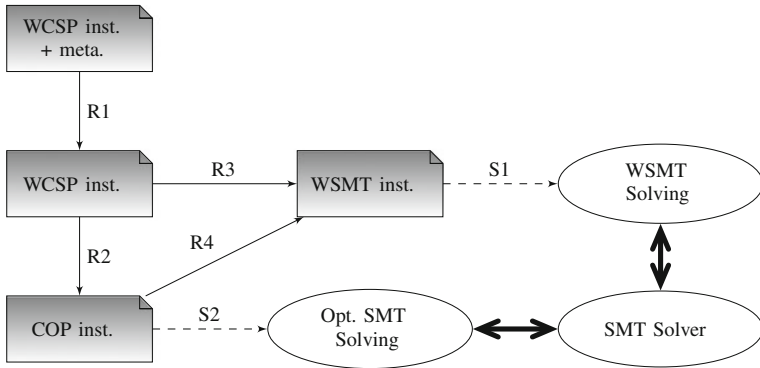 WCSP inst.
+ meta.
R1
WCSP inst.
R3
WSMT inst.
S1
WSMT
Solving
R2
R4
COP inst.
S2
Opt. SMT
Solving
SMT Solver